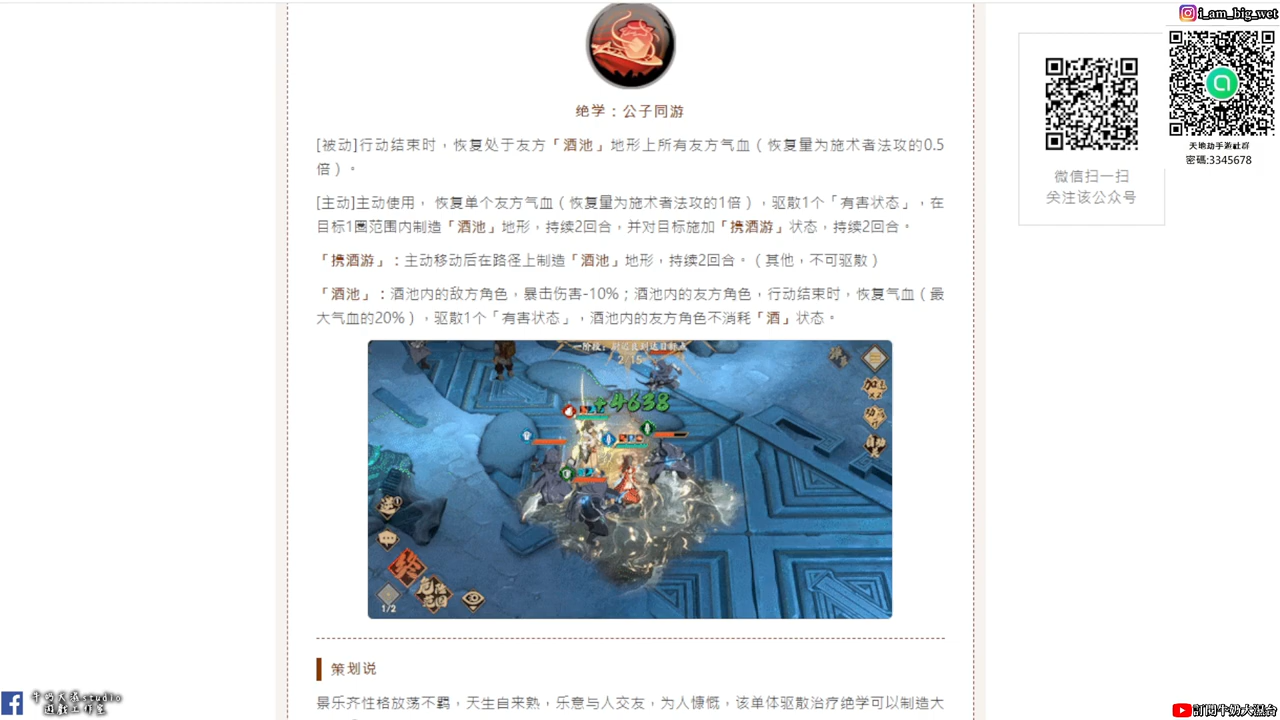 绝学：公子同游
[被动]行动结束时，恢复处于友方「酒池」地形上所有友方气血（恢复量为施术者法攻的0.5
倍）。
[主动]主动使用， 恢复单个友方气血（恢复量为施术者法攻的1倍），驱散1个「有害状态」，在
目标1圈范围内制造「酒池」地形，持续2回合，并对目标施加「携酒游」状态，持续2回合。
「携酒游」：主动移动后在路径上制造「酒池」地形，持续2回合。（其他，不可驱散）
「酒池」：酒池内的敌方角色，暴击伤害-10%；酒池内的友方角色，行动结束时，恢复气血（最
大气血的20%），驱散1个「有害状态」，酒池内的友方角色不消耗「酒」状态。
2/15
+4638
1/2
策划说
景乐齐性格放荡不羁，天生自来熟，乐意与人交友，为人慷慨，该单体驱散治疗绝学可以制造大
i_am_big_wet
天地劫手游社群
密碼:3345678
微信扫一扫
关注该公众号
遊戲工作室
訂閱牛奶大濕ㄉ